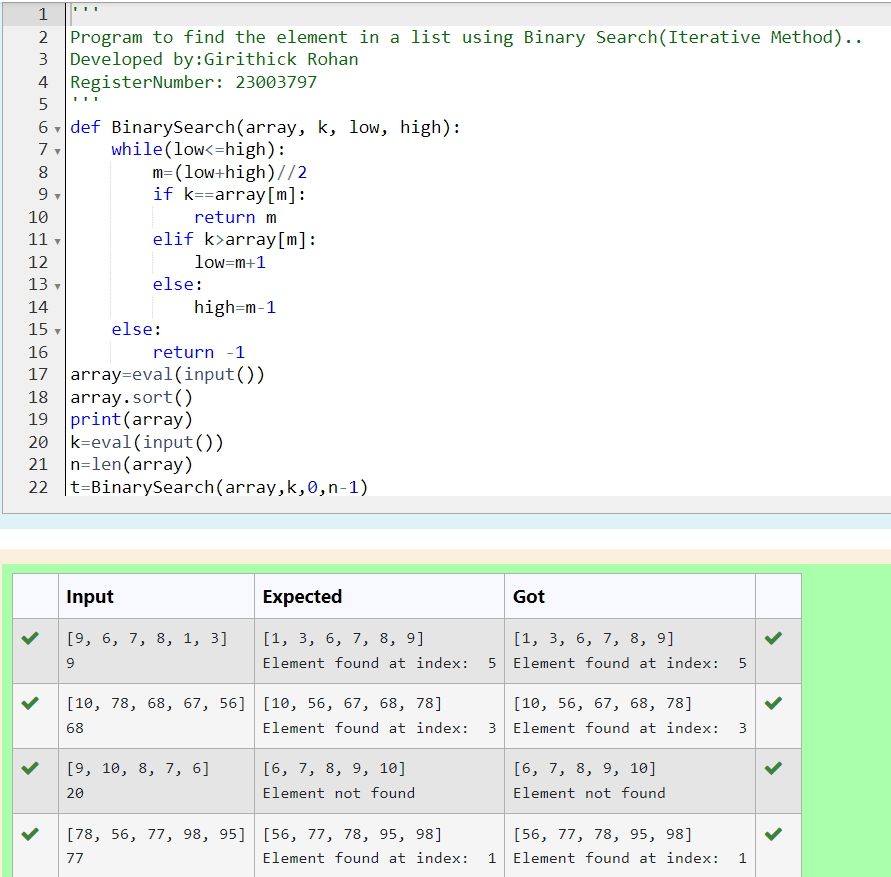 1 '''
2 Program to find the element in a list using Binary Search(Iterative Method)..
3 Developed by:Girithick Rohan
4 RegisterNumber: 23003797
5 '''
6 def BinarySearch(array, k, low, high):
7     while(low<=high):
8         m=(low+high)//2
9         if k==array[m]:
10             return m
11         elif k>array[m]:
12             low=m+1
13         else:
14             high=m-1
15     else:
16         return -1
17 array=eval(input())
18 array.sort()
19 print(array)
20 k=eval(input())
21 n=len(array)
22 t=BinarySearch(array,k,0,n-1)
Input Expected Got
[9, 6, 7, 8, 1, 3] [1, 3, 6, 7, 8, 9] [1, 3, 6, 7, 8, 9]
9 Element found at index:  5 Element found at index:  5
[10, 78, 68, 67, 56] [10, 56, 67, 68, 78] [10, 56, 67, 68, 78]
68 Element found at index:  3 Element found at index:  3
[9, 10, 8, 7, 6] [6, 7, 8, 9, 10] [6, 7, 8, 9, 10]
20 Element not found Element not found
[78, 56, 77, 98, 95] [56, 77, 78, 95, 98] [56, 77, 78, 95, 98]
77 Element found at index:  1 Element found at index:  1